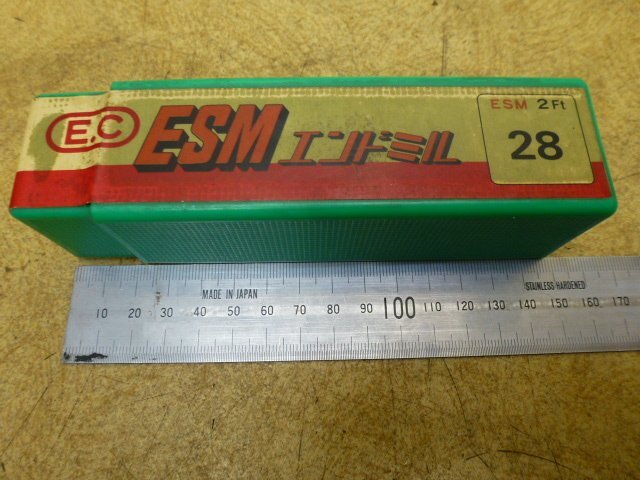 E.C ESM エンドミル
ESM 2Ft
28
MADE IN JAPAN
STAINLESS HARDENED
10 20 30 40 50 60 70 80 90 100 110 120 130 140 150 160 170